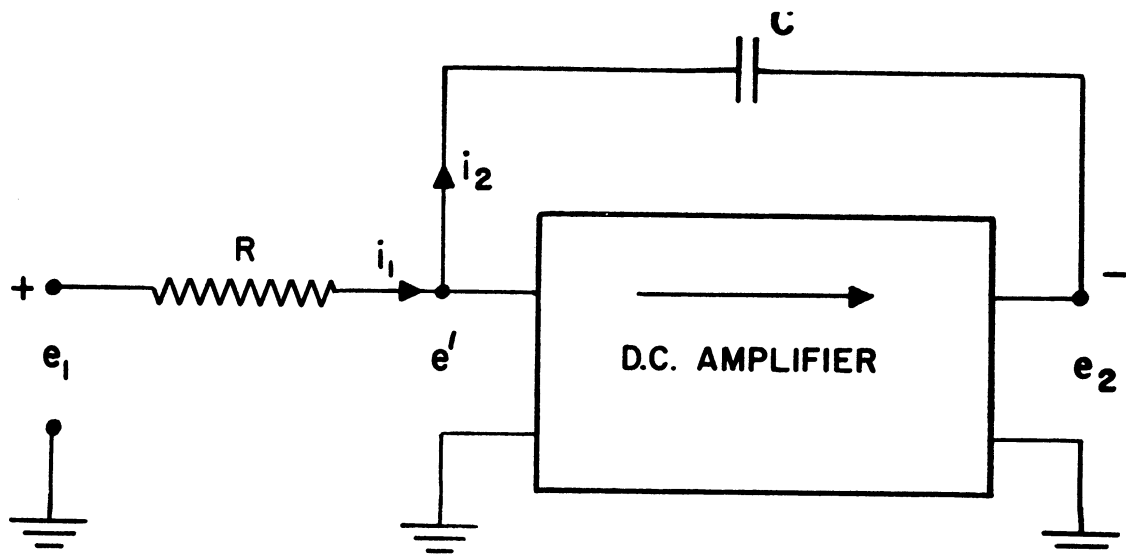 C
i₂
R
i₁
+
−
e₁
e′
D.C. AMPLIFIER
e₂